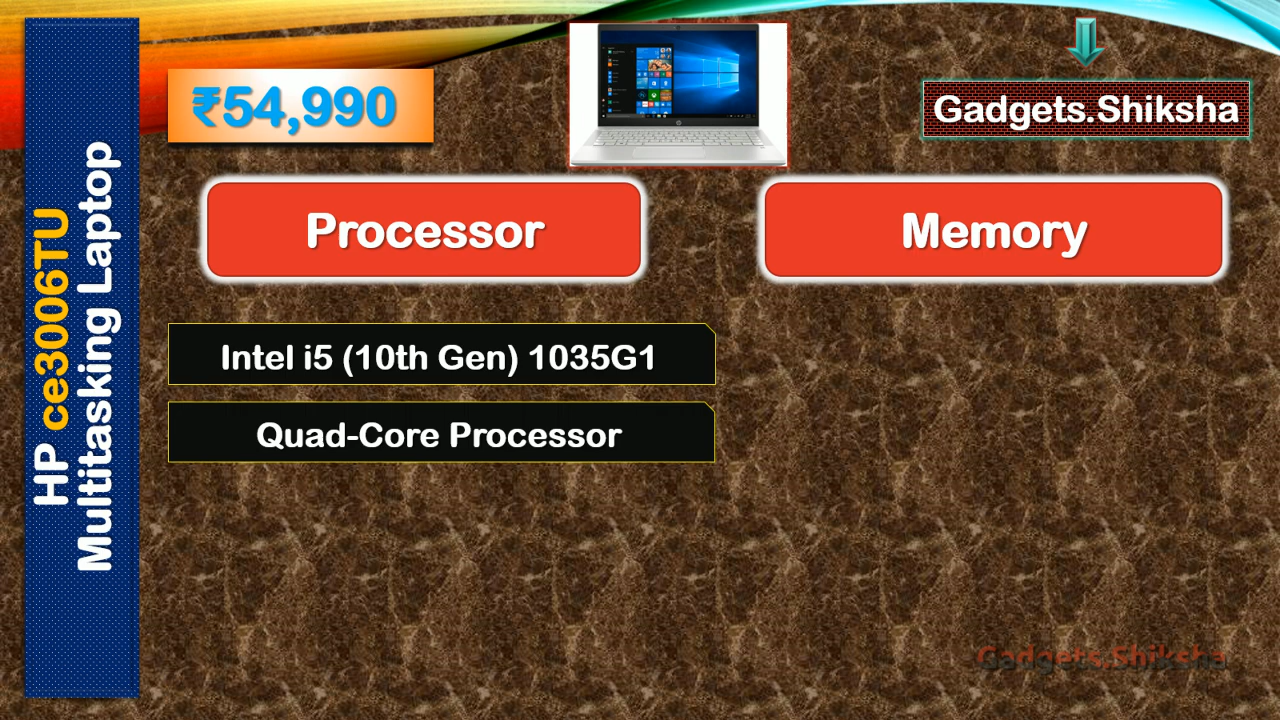 HP ce3006TU
Multitasking Laptop
₹54,990
Gadgets.Shiksha
Processor
Memory
Intel i5 (10th Gen) 1035G1
Quad-Core Processor
Gadgets.Shiksha